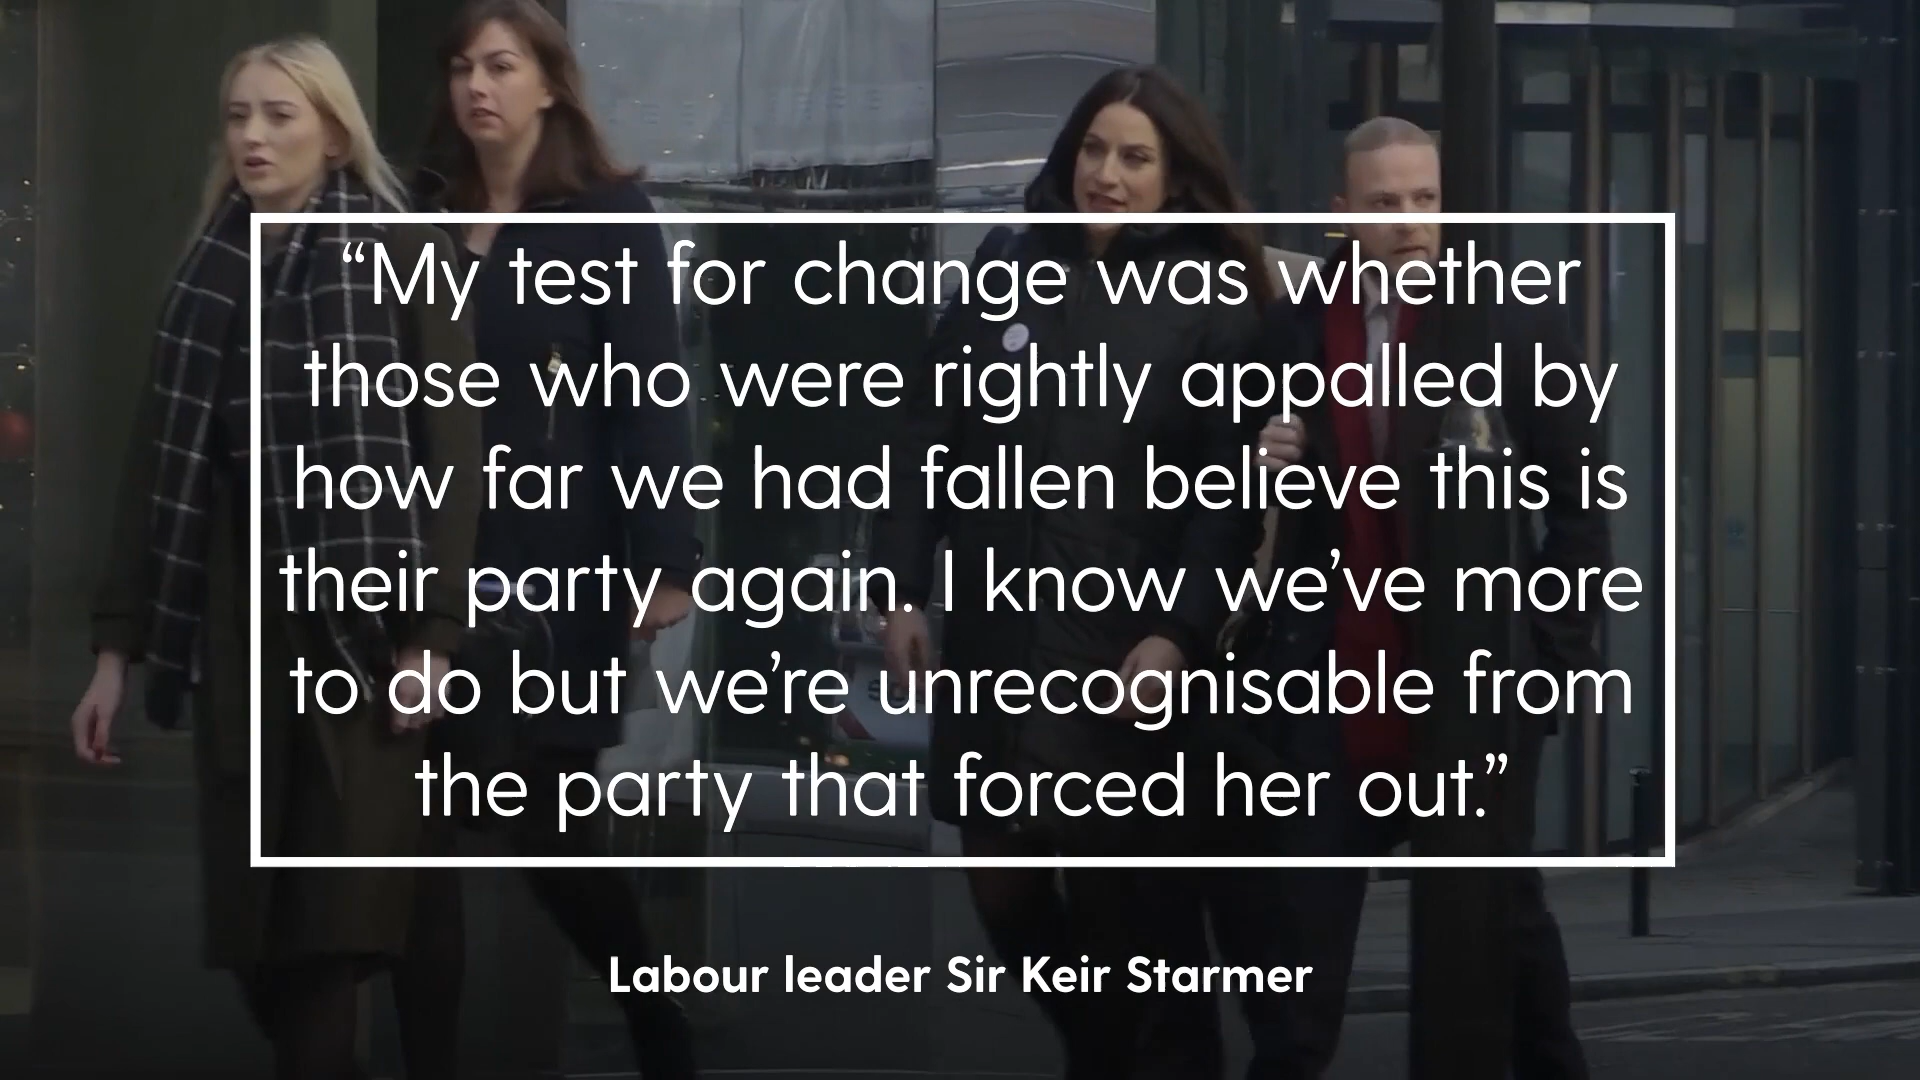 “My test for change was whether
those who were rightly appalled by
how far we had fallen believe this is
their party again. I know we’ve more
to do but we’re unrecognisable from
the party that forced her out.”
Labour leader Sir Keir Starmer